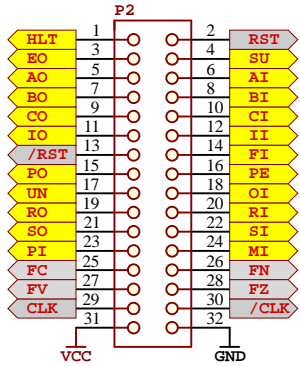 P2
HLT 1 2 RST
EO 3 4 SU
AO 5 6 AI
BO 7 8 BI
CO 9 10 CI
IO 11 12 II
/RST 13 14 FI
PO 15 16 PE
UN 17 18 OI
RO 19 20 RI
SO 21 22 SI
PI 23 24 MI
FC 25 26 FN
FV 27 28 FZ
CLK 29 30 /CLK
31 32
VCC GND